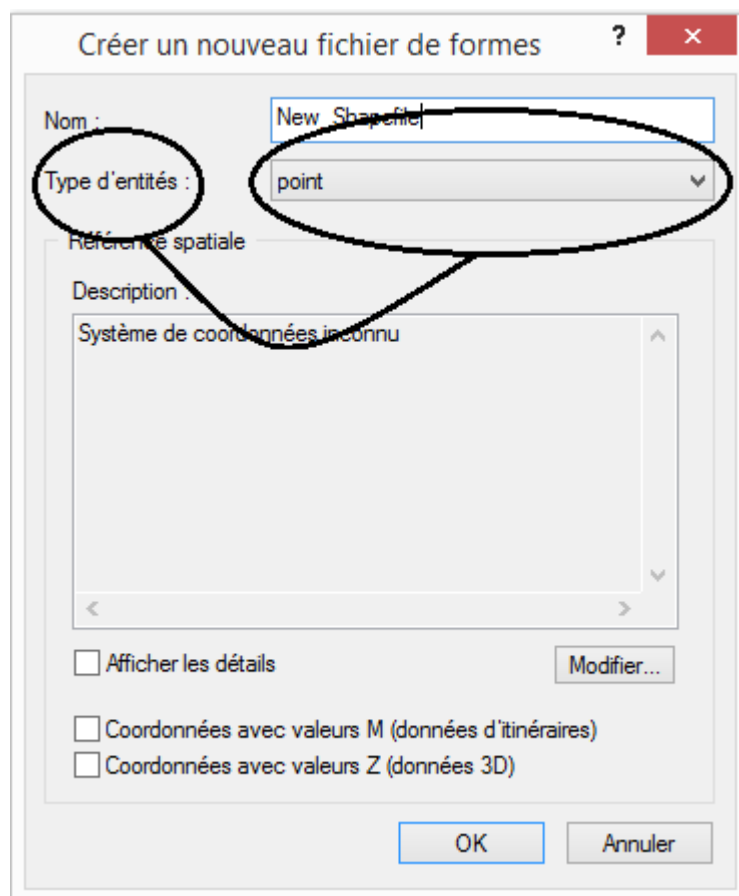 Créer un nouveau fichier de formes ?
Nom : New_Shapefile
Type d'entités : point
Référence spatiale
Description :
Système de coordonnées inconnu
Afficher les détails
Modifier...
Coordonnées avec valeurs M (données d'itinéraires)
Coordonnées avec valeurs Z (données 3D)
OK Annuler